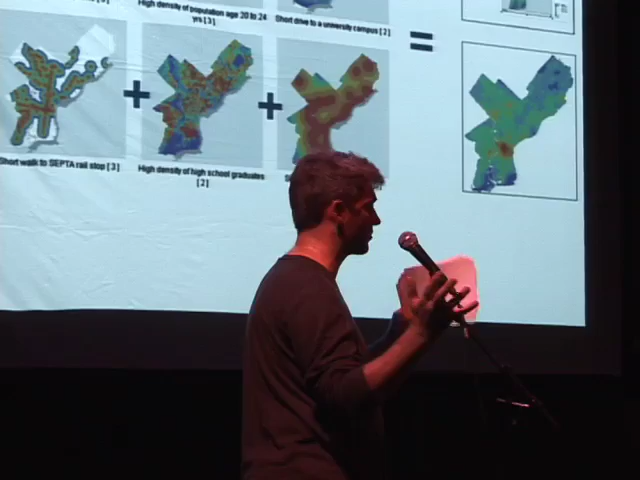 High density of population age 20 to 24
yrs [3]
Short drive to a university campus [2]
+
+
=
Short walk to SEPTA rail stop [3]
High density of high school graduates
[2]